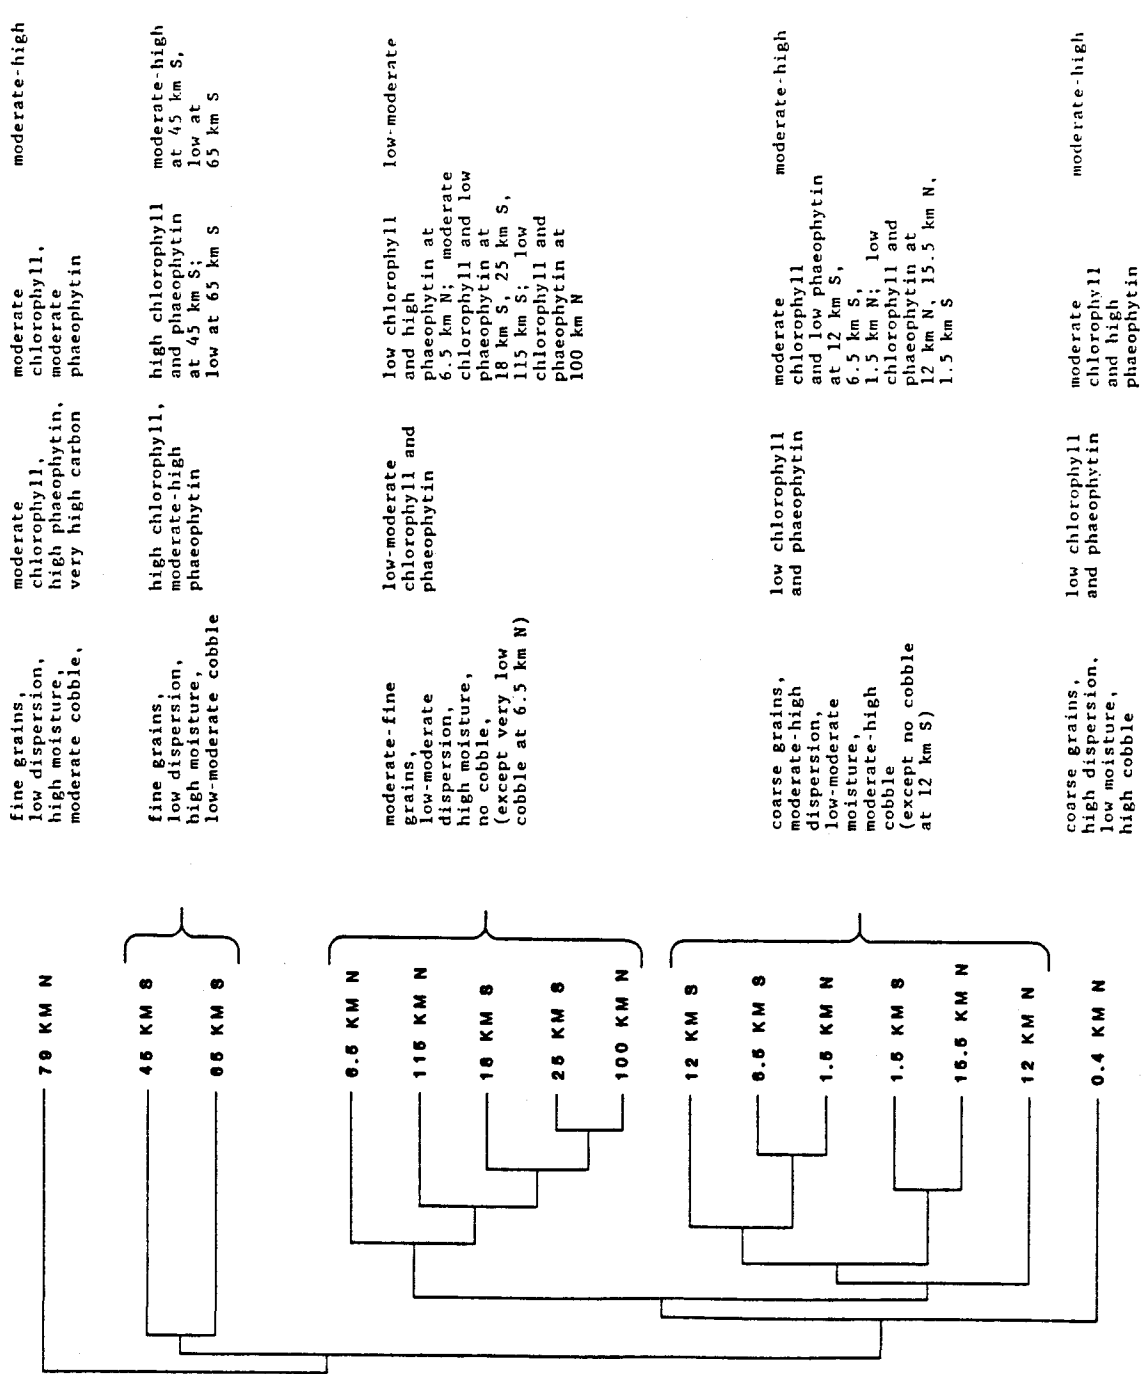 79 KM N
fine grains,
low dispersion,
high moisture,
moderate cobble,
moderate
chlorophyll,
high phaeophytin,
very high carbon
moderate
chlorophyll,
moderate
phaeophytin
moderate-high
45 KM S
65 KM S
fine grains,
low dispersion,
high moisture,
low-moderate cobble
high chlorophyll,
moderate-high
phaeophytin
high chlorophyll
and phaeophytin
at 45 km S;
low at 65 km S
moderate-high
at 45 km S,
low at
65 km S
6.5 KM N
115 KM N
18 KM S
25 KM S
100 KM N
moderate-fine
grains,
low-moderate
dispersion,
high moisture,
no cobble,
(except very low
cobble at 6.5 km N)
low-moderate
chlorophyll and
phaeophytin
low chlorophyll
and high
phaeophytin at
6.5 km N; moderate
chlorophyll and low
phaeophytin at
18 km S, 25 km S,
115 km S; low
chlorophyll and
phaeophytin at
100 km N
low-moderate
12 KM S
6.5 KM S
1.5 KM N
1.5 KM S
15.5 KM N
12 KM N
coarse grains,
moderate-high
dispersion,
low-moderate
moisture,
moderate-high
cobble
(except no cobble
at 12 km S)
low chlorophyll
and phaeophytin
moderate
chlorophyll
and low phaeophytin
at 12 km S,
6.5 km S,
1.5 km N; low
chlorophyll and
phaeophytin at
12 km N, 15.5 km N,
1.5 km S
moderate-high
0.4 KM N
coarse grains,
high dispersion,
low moisture,
high cobble
low chlorophyll
and phaeophytin
moderate
chlorophyll
and high
phaeophytin
moderate-high